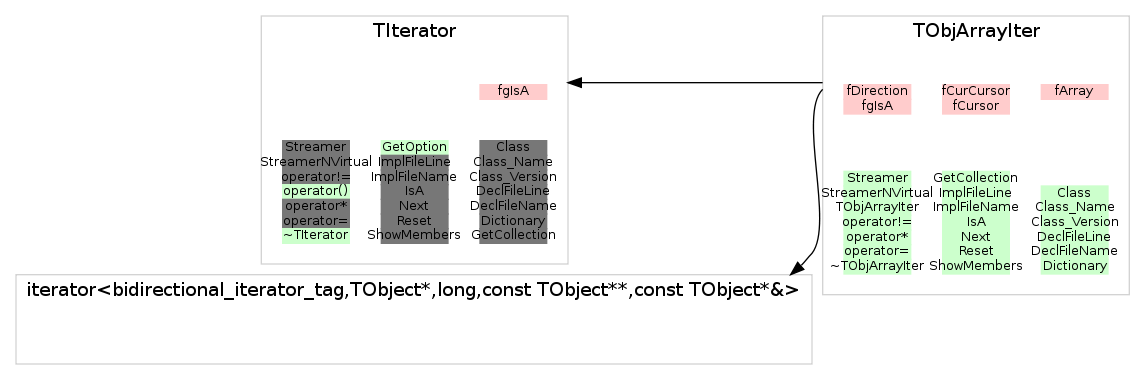 TIterator
fgIsA
Streamer GetOption Class
StreamerNVirtual ImplFileLine Class_Name
operator!= ImplFileName Class_Version
operator() IsA DeclFileLine
operator* Next DeclFileName
operator= Reset Dictionary
~TIterator ShowMembers GetCollection
TObjArrayIter
fDirection fCurCursor fArray
fgIsA fCursor
Streamer GetCollection
StreamerNVirtual ImplFileLine Class
TObjArrayIter ImplFileName Class_Name
operator!= IsA Class_Version
operator* Next DeclFileLine
operator= Reset DeclFileName
~TObjArrayIter ShowMembers Dictionary
iterator<bidirectional_iterator_tag,TObject*,long,const TObject**,const TObject*&>